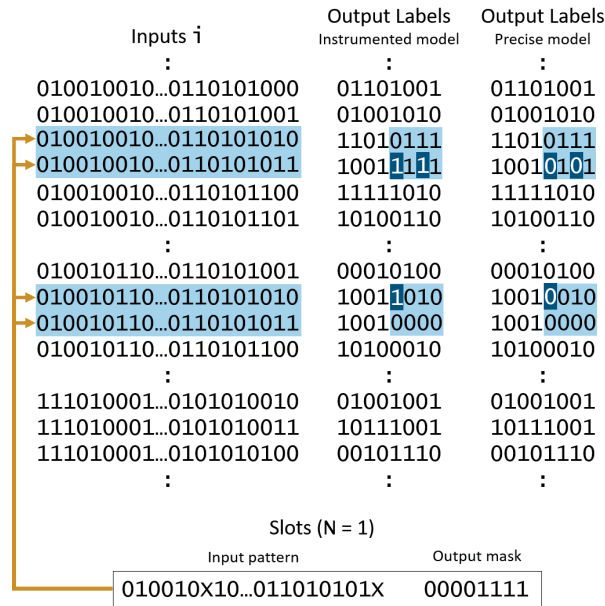 Inputs i Output Labels Output Labels
Instrumented model Precise model
: : :
010010010…0110101000 01101001 01101001
010010010…0110101001 01001010 01001010
010010010…0110101010 11010111 11010111
010010010…0110101011 10011111 10010101
010010010…0110101100 11111010 11111010
010010010…0110101101 10100110 10100110
: : :
010010110…0110101001 00010100 00010100
010010110…0110101010 10011010 10010010
010010110…0110101011 10010000 10010000
010010110…0110101100 10100010 10100010
: : :
111010001…0101010010 01001001 01001001
111010001…0101010011 10111001 10111001
111010001…0101010100 00101110 00101110
: : :
Slots (N = 1)
Input pattern Output mask
010010X10…011010101X 00001111